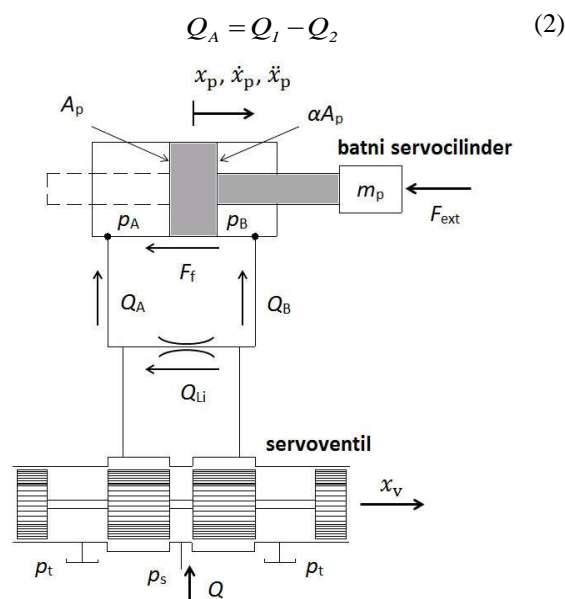 Q_A = Q_1 − Q_2 (2)
x_p, ẋ_p, ẍ_p
A_p αA_p
batni servocilinder
m_p
p_A p_B
F_ext
F_f
Q_A Q_B
Q_Li
servoventil
x_v
p_t p_s p_t
Q